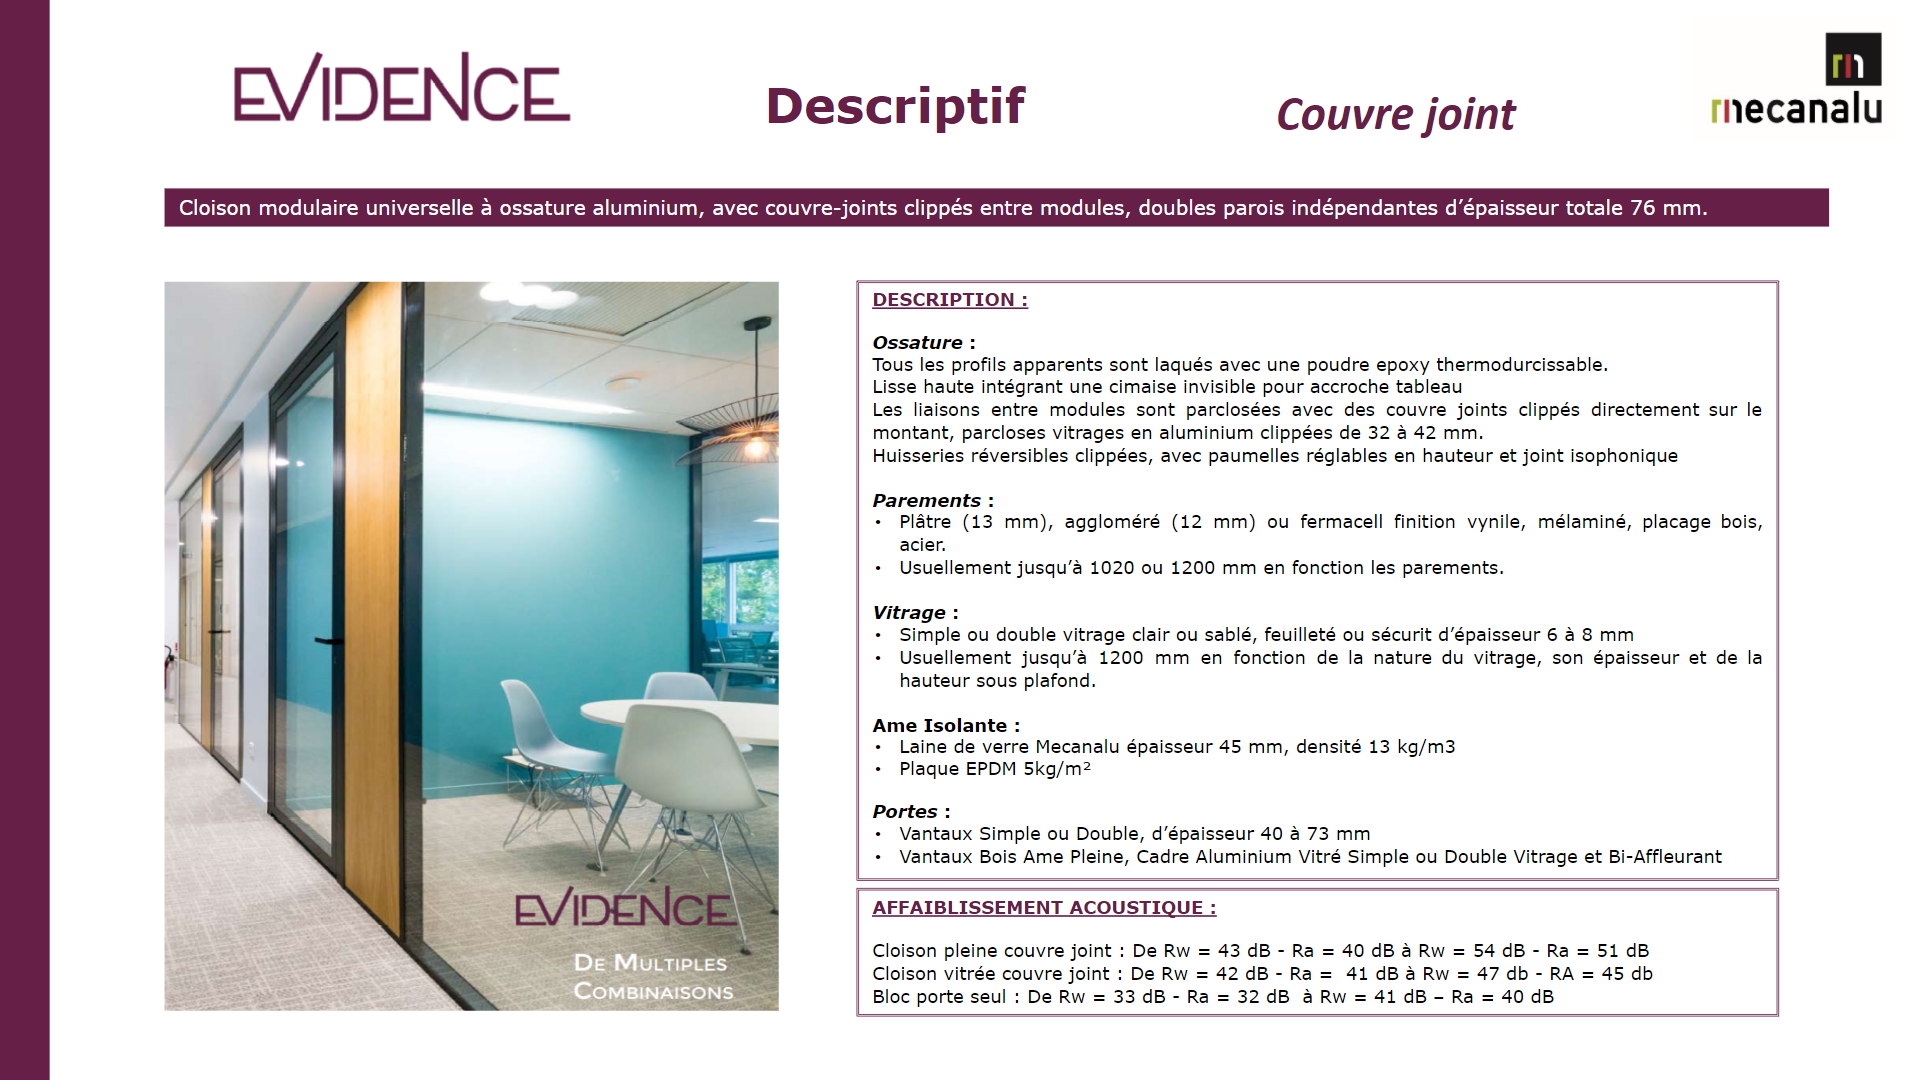 EVIDENCE
Descriptif
Couvre joint
mecanalu
Cloison modulaire universelle à ossature aluminium, avec couvre-joints clippés entre modules, doubles parois indépendantes d’épaisseur totale 76 mm.
DESCRIPTION :
Ossature :
Tous les profils apparents sont laqués avec une poudre epoxy thermodurcissable.
Lisse haute intégrant une cimaise invisible pour accroche tableau
Les liaisons entre modules sont parclosées avec des couvre joints clippés directement sur le
montant, parcloses vitrages en aluminium clippées de 32 à 42 mm.
Huisseries réversibles clippées, avec paumelles réglables en hauteur et joint isophonique
Parements :
• Plâtre (13 mm), aggloméré (12 mm) ou fermacell finition vynile, mélaminé, placage bois,
acier.
• Usuellement jusqu’à 1020 ou 1200 mm en fonction les parements.
Vitrage :
• Simple ou double vitrage clair ou sablé, feuilleté ou sécurit d’épaisseur 6 à 8 mm
• Usuellement jusqu’à 1200 mm en fonction de la nature du vitrage, son épaisseur et de la
hauteur sous plafond.
Ame Isolante :
• Laine de verre Mecanalu épaisseur 45 mm, densité 13 kg/m3
• Plaque EPDM 5kg/m²
Portes :
• Vantaux Simple ou Double, d’épaisseur 40 à 73 mm
• Vantaux Bois Ame Pleine, Cadre Aluminium Vitré Simple ou Double Vitrage et Bi-Affleurant
AFFAIBLISSEMENT ACOUSTIQUE :
Cloison pleine couvre joint : De Rw = 43 dB - Ra = 40 dB à Rw = 54 dB - Ra = 51 dB
Cloison vitrée couvre joint : De Rw = 42 dB - Ra = 41 dB à Rw = 47 db - RA = 45 db
Bloc porte seul : De Rw = 33 dB - Ra = 32 dB à Rw = 41 dB – Ra = 40 dB
EVIDENCE
DE MULTIPLES
COMBINAISONS